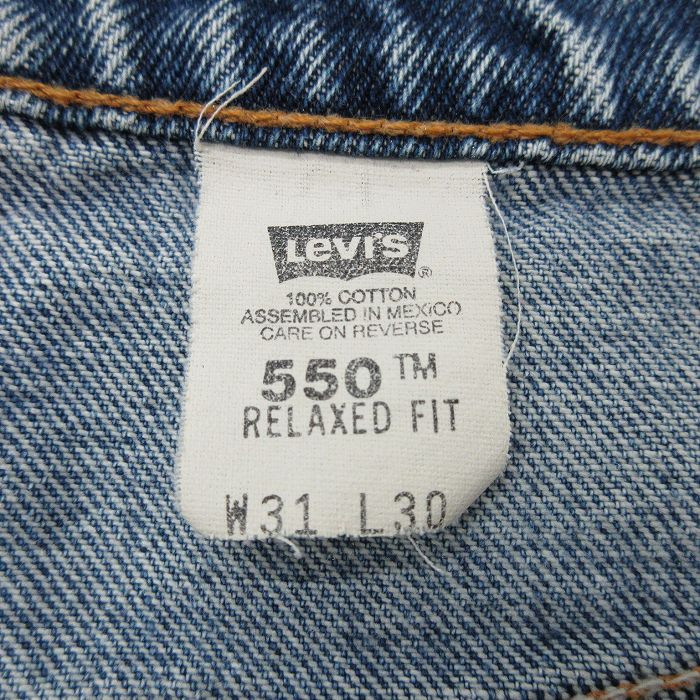 Levi's®
100% COTTON
ASSEMBLED IN MEXICO
CARE ON REVERSE
550™
RELAXED FIT
W31 L30